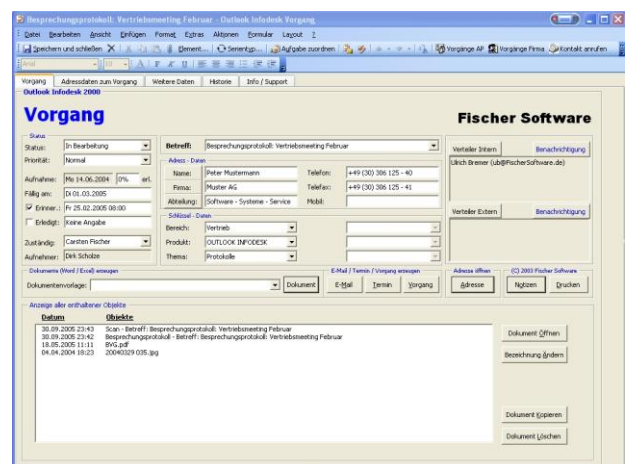 Besprechungsprotokoll: Vertriebsmeeting Februar - Outlook Infodesk Vorgang
Datei Bearbeiten Ansicht Einfügen Format Extras Aktionen Formular Layout ?
Speichern und schließen Element... Serientyp... Aufgabe zuordnen Vorgänge AP Vorgänge Firma Kontakt anrufen
Arial 10
Vorgang Adressdaten zum Vorgang Weitere Daten Historie Info / Support
Outlook Infodesk 2000
Vorgang Fischer Software
Status
Status: In Bearbeitung
Priorität: Normal
Aufnahme: Mo 14.06.2004 0% erl.
Fällig am: Di 01.03.2005
Erinner.: Fr 25.02.2005 08:00
Erledigt: Keine Angabe
Zuständig: Carsten Fischer
Aufnehmer: Dirk Scholze
Betreff: Besprechungsprotokoll: Vertriebsmeeting Februar
Adress - Daten
Name: Peter Mustermann Telefon: +49 (30) 306 125 - 40
Firma: Muster AG Telefax: +49 (30) 306 125 - 41
Abteilung: Software - Systeme - Service Mobil:
Schlüssel - Daten
Bereich: Vertrieb
Produkt: OUTLOOK INFODESK
Thema: Protokolle
Verteiler Intern Benachrichtigung
Ulrich Bremer (ub@FischerSoftware.de)
Verteiler Extern Benachrichtigung
Dokumente (Word / Excel) erzeugen
Dokumentenvorlage: Dokument
E-Mail / Termin / Vorgang erzeugen
E-Mail Termin Vorgang
Adresse öffnen
Adresse
(C) 2003 Fischer Software
Notizen Drucken
Anzeige aller enthaltener Objekte
Datum Objekte
30.09.2005 23:43 Scan - Betreff: Besprechungsprotokoll: Vertriebsmeeting Februar
30.09.2005 23:42 Besprechungsprotokoll - Betreff: Besprechungsprotokoll: Vertriebsmeeting Februar
18.05.2005 11:11 BVG.pdf
04.04.2004 18:23 20040329 035.jpg
Dokument Öffnen
Bezeichnung Ändern
Dokument Kopieren
Dokument Löschen